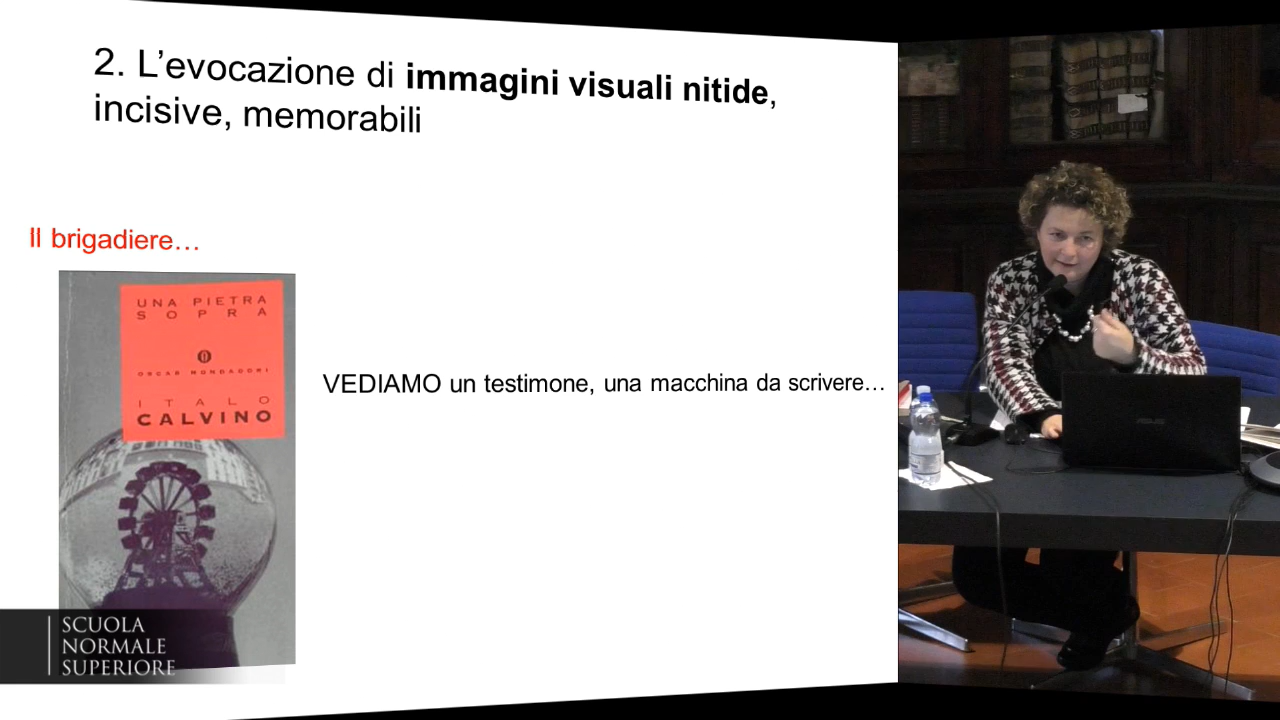 2. L’evocazione di immagini visuali nitide,
incisive, memorabili
Il brigadiere…
UNA PIETRA
SOPRA
OSCAR MONDADORI
ITALO
CALVINO
VEDIAMO un testimone, una macchina da scrivere…
SCUOLA
NORMALE
SUPERIORE
ASUS